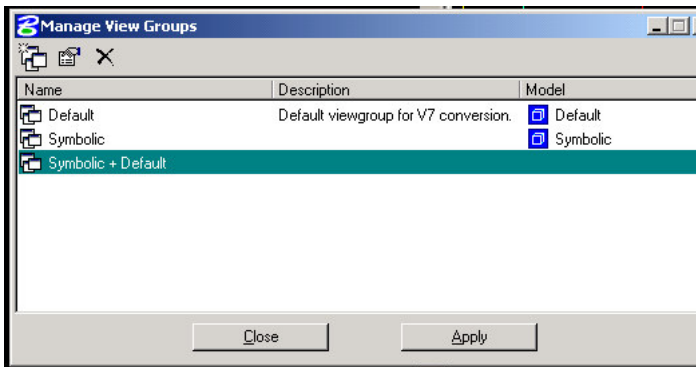 Manage View Groups
Name Description Model
Default Default viewgroup for V7 conversion. Default
Symbolic Symbolic
Symbolic + Default
Close Apply